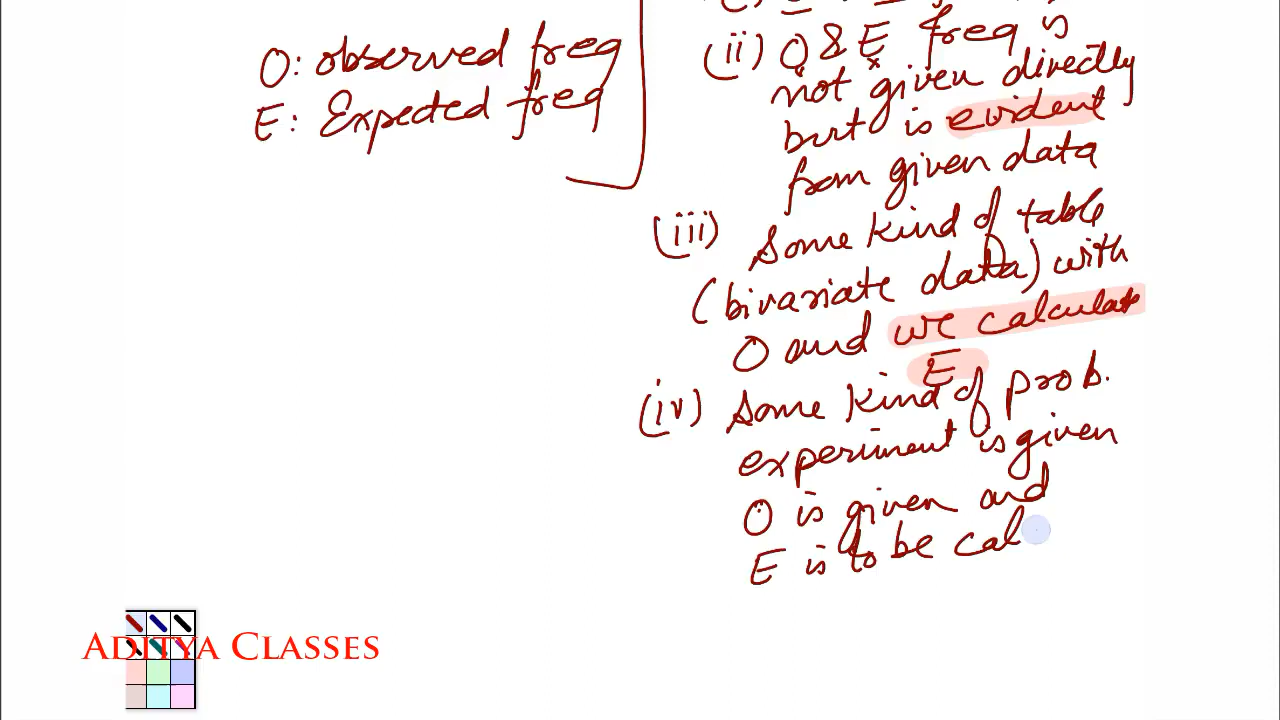 O: observed freq
E: Expected freq
(ii) O & E freq is
not given directly
but is evident
from given data
(iii) Some kind of table
(bivariate data) with
O and we calculate
E
(iv) Some kind of prob.
experiment is given
O is given and
E is to be cal
ADITYA CLASSES